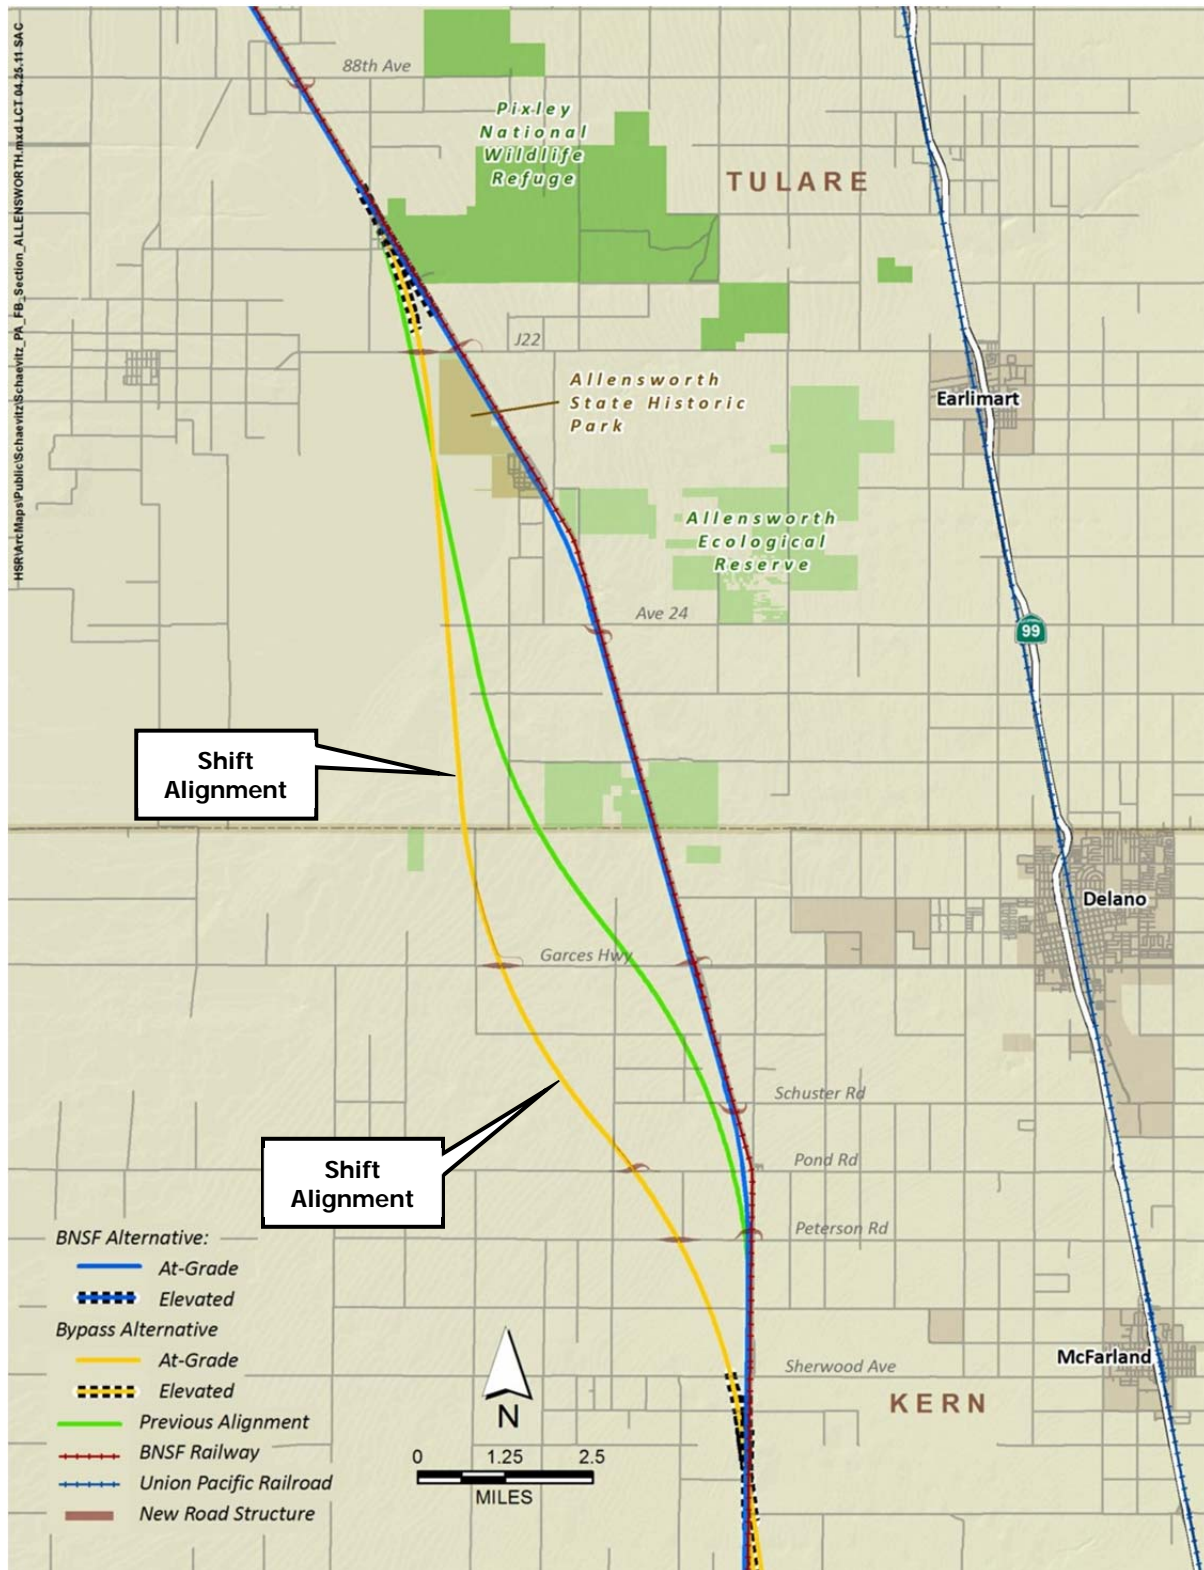 HSR\ArcMaps\Public\Schaevitz\Schaevitz_PA_FB_Section_ALLENSWORTH.mxd LCT 04.25.11 SAC
88th Ave
Pixley
National
Wildlife
Refuge
TULARE
J22
Allensworth
State Historic
Park
Earlimart
Allensworth
Ecological
Reserve
Ave 24
99
Shift
Alignment
Delano
Garces Hwy
Schuster Rd
Shift
Alignment
Pond Rd
Peterson Rd
BNSF Alternative:
At-Grade
Elevated
Bypass Alternative
At-Grade
Elevated
Previous Alignment
BNSF Railway
Union Pacific Railroad
New Road Structure
N
0 1.25 2.5
MILES
Sherwood Ave
McFarland
KERN